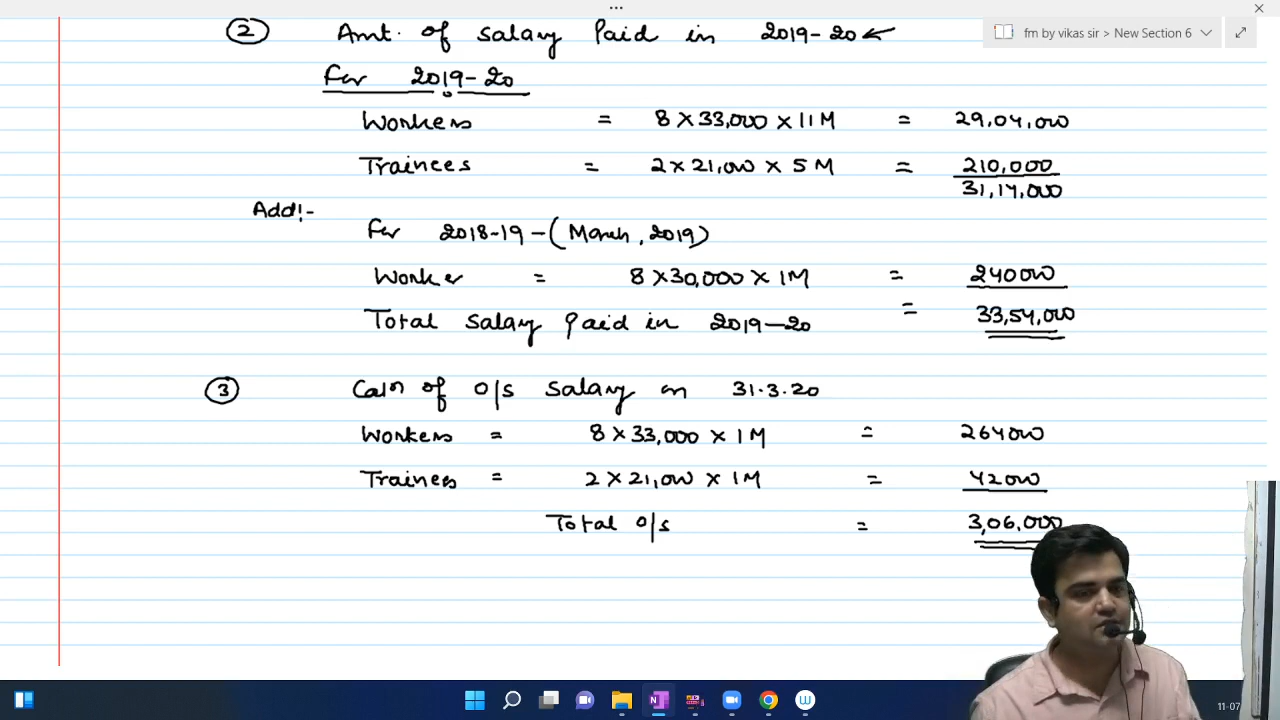 ...
fm by vikas sir > New Section 6
② Amt. of salary Paid in 2019-20 ←
For 2019-20
Workers = 8 × 33,000 × 11 M = 29,04,000
Trainees = 2 × 21,000 × 5 M = 210,000
31,14,000
Add:-
For 2018-19 - (March, 2019)
Worker = 8 × 30,000 × 1M = 240000
Total salary paid in 2019-20 = 33,54,000
③ Caln of O/S salary on 31.3.20
Workers = 8 × 33,000 × 1 M = 264000
Trainees = 2 × 21,000 × 1M = 42000
Total O/s = 3,06,000
11-07